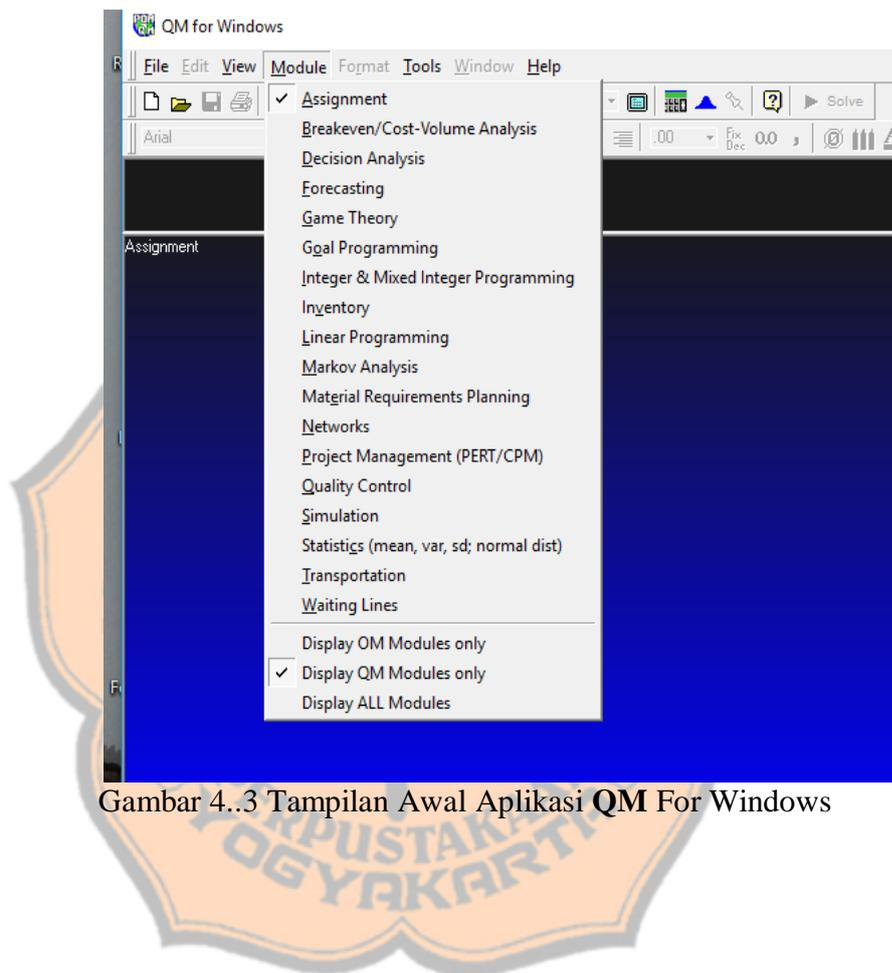 QM for Windows
File Edit View Module Format Tools Window Help
Solve
Arial .00 Fix Dec 0.0 ,
Assignment
Breakeven/Cost-Volume Analysis
Decision Analysis
Forecasting
Game Theory
Assignment
Goal Programming
Integer & Mixed Integer Programming
Inventory
Linear Programming
Markov Analysis
Material Requirements Planning
Networks
Project Management (PERT/CPM)
Quality Control
Simulation
Statistics (mean, var, sd; normal dist)
Transportation
Waiting Lines
Display OM Modules only
Display QM Modules only
Display ALL Modules
Gambar 4..3 Tampilan Awal Aplikasi QM For Windows
YOGYAKARTA